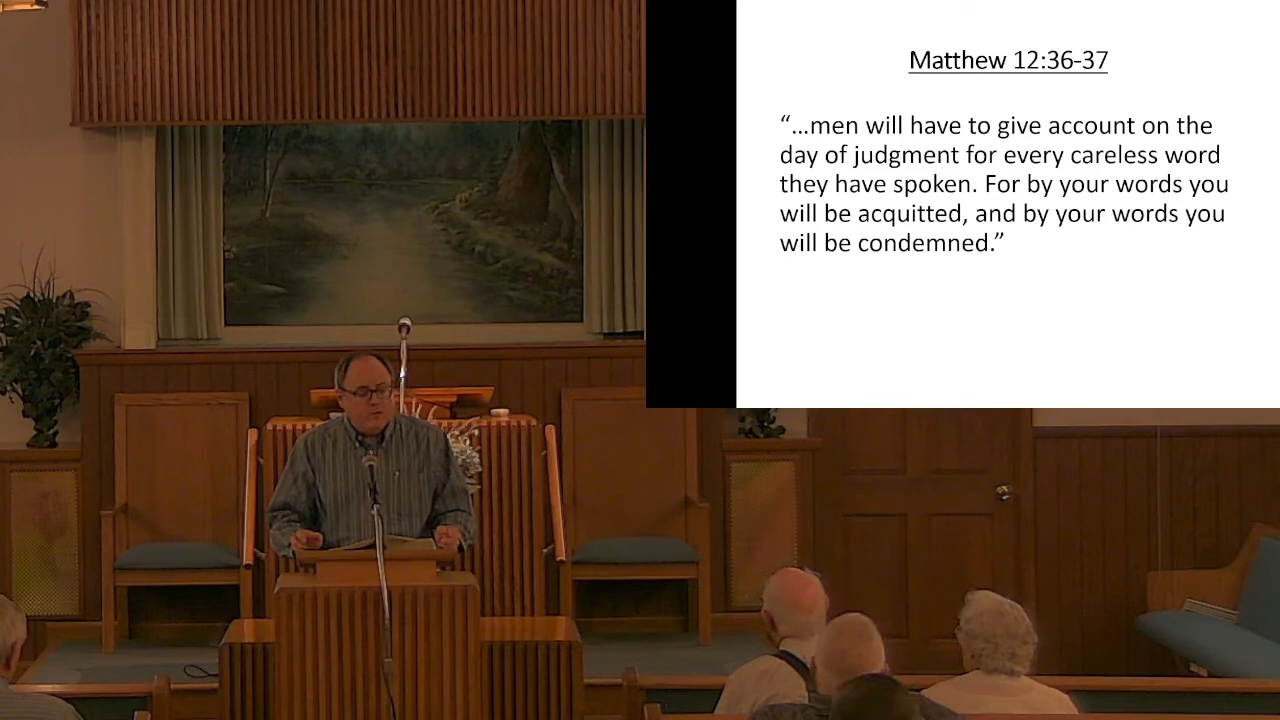 Matthew 12:36-37
“…men will have to give account on the
day of judgment for every careless word
they have spoken. For by your words you
will be acquitted, and by your words you
will be condemned.”